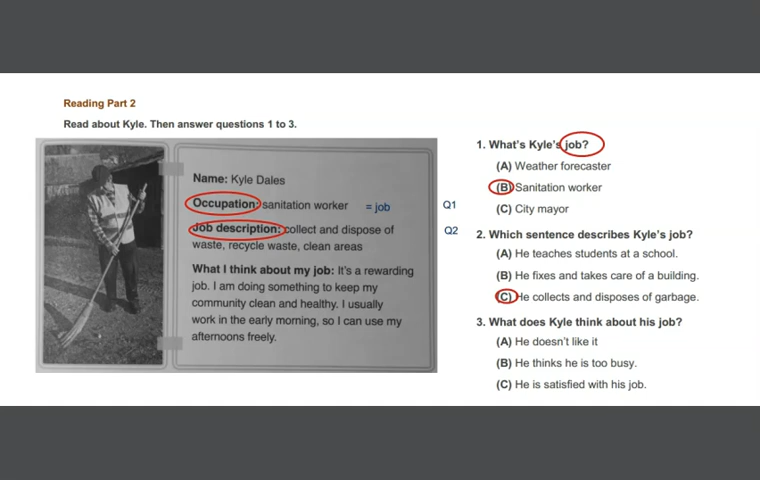 Reading Part 2
Read about Kyle. Then answer questions 1 to 3.
Name: Kyle Dales
Occupation: sanitation worker = job Q1
Job description: collect and dispose of Q2
waste, recycle waste, clean areas
What I think about my job: It's a rewarding
job. I am doing something to keep my
community clean and healthy. I usually
work in the early morning, so I can use my
afternoons freely.
1. What's Kyle's job?
(A) Weather forecaster
(B) Sanitation worker
(C) City mayor
2. Which sentence describes Kyle's job?
(A) He teaches students at a school.
(B) He fixes and takes care of a building.
(C) He collects and disposes of garbage.
3. What does Kyle think about his job?
(A) He doesn't like it
(B) He thinks he is too busy.
(C) He is satisfied with his job.